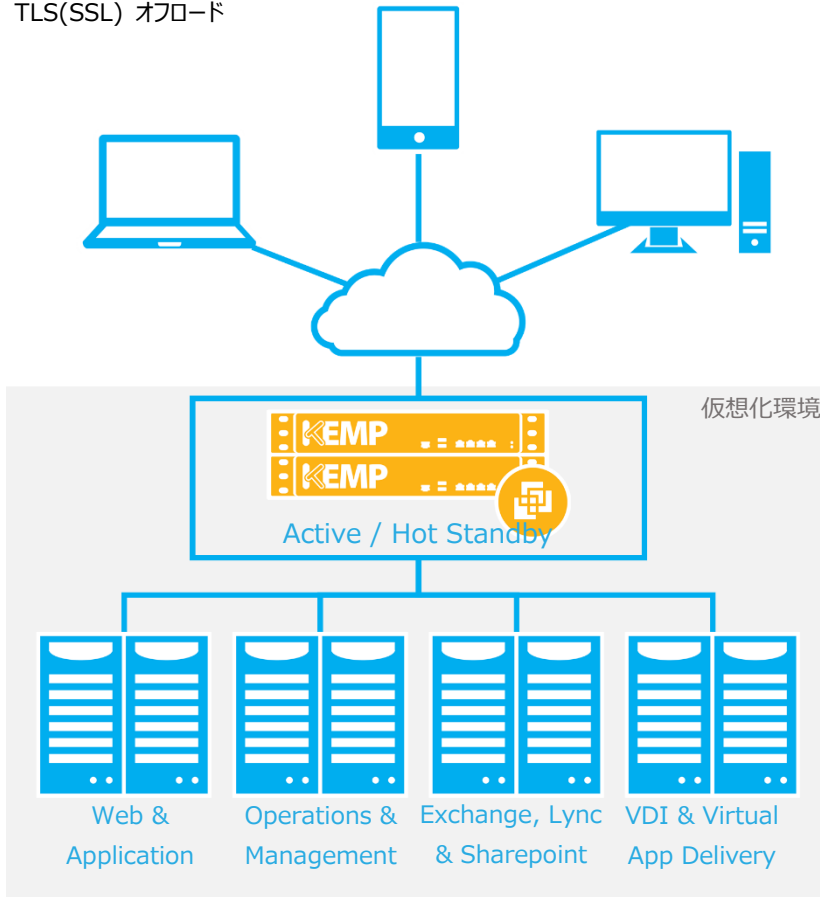 TLS(SSL) オフロード
仮想化環境
KEMP
KEMP
Active / Hot Standby
Web &
Application
Operations &
Management
Exchange, Lync
& Sharepoint
VDI & Virtual
App Delivery